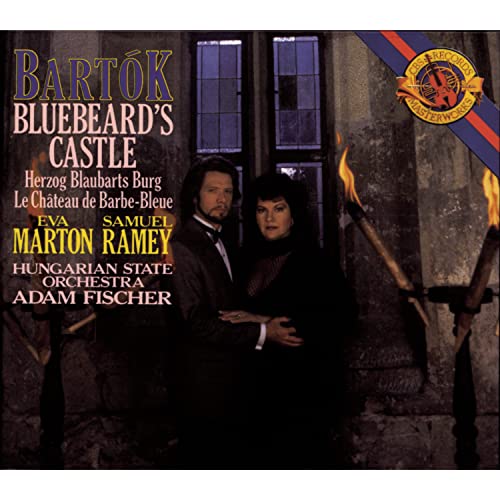 BARTÓK
BLUEBEARD'S
CASTLE
Herzog Blaubarts Burg
Le Château de Barbe-Bleue
EVA SAMUEL
MARTON RAMEY
HUNGARIAN STATE
ORCHESTRA
ADAM FISCHER
CBS RECORDS
MASTERWORKS